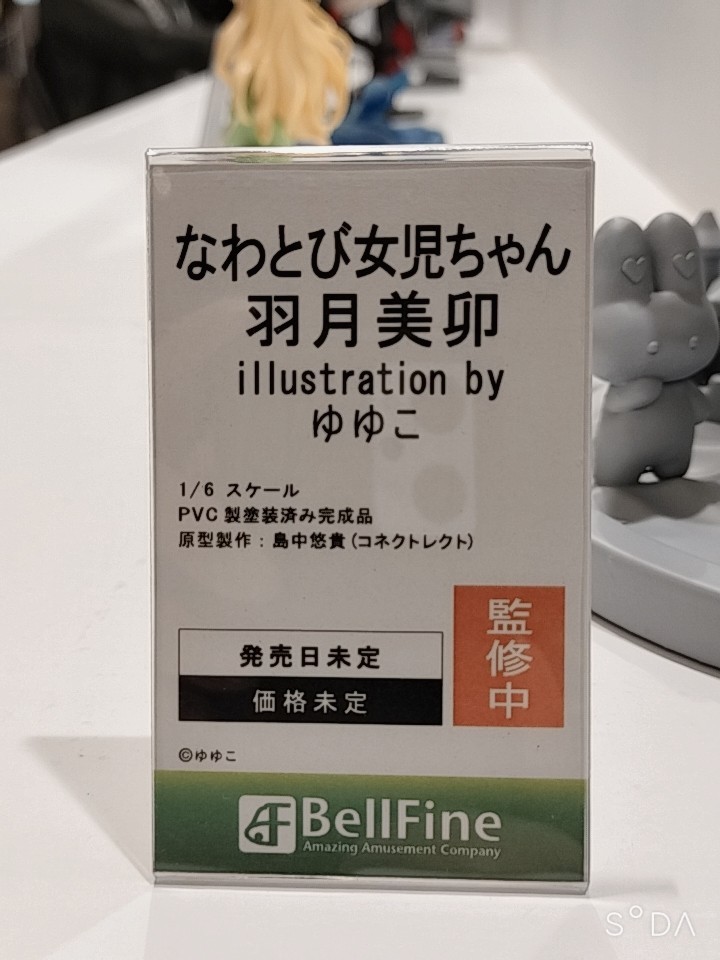 なわとび女児ちゃん
羽月美卯
illustration by
ゆゆこ
1/6 スケール
PVC 製塗装済み完成品
原型製作：島中悠貴（コネクトレクト）
監修中
発売日未定
価格未定
©ゆゆこ
BellFine
Amazing Amusement Company
SODA